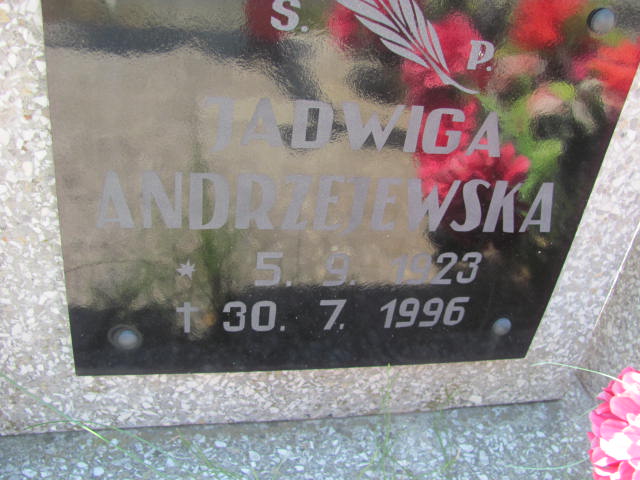 Ś. P.
JADWIGA
ANDRZEJEWSKA
* 5. 9. 1923
† 30. 7. 1996